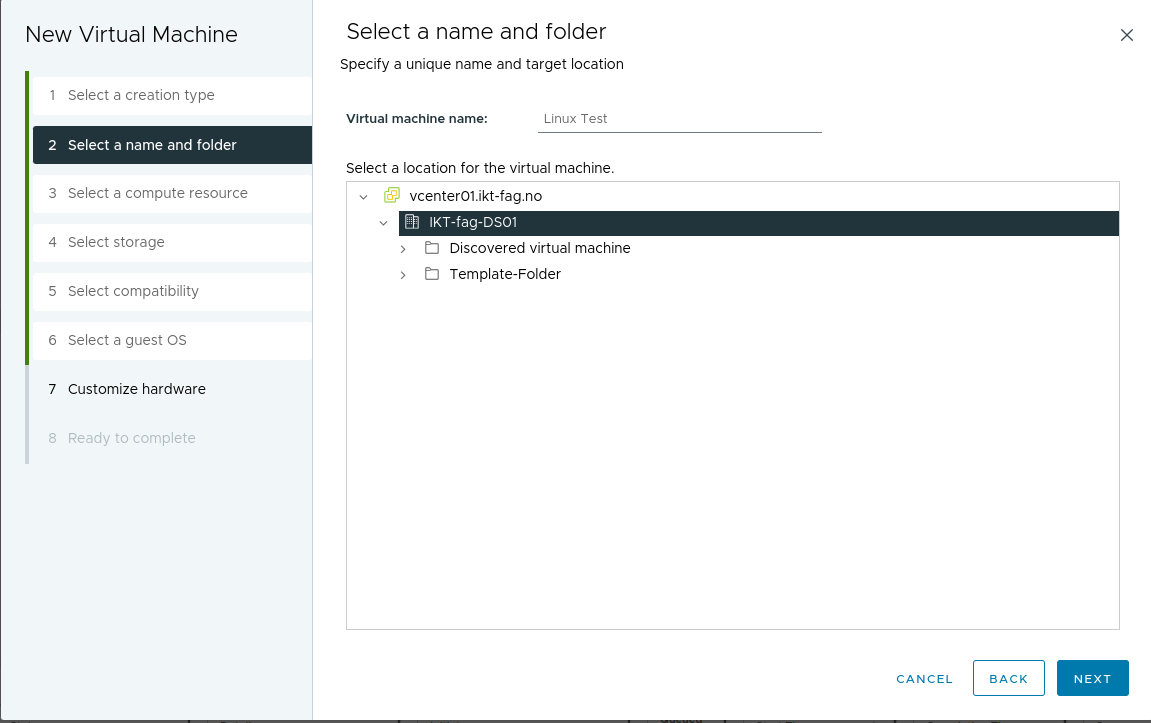 New Virtual Machine
1 Select a creation type
2 Select a name and folder
3 Select a compute resource
4 Select storage
5 Select compatibility
6 Select a guest OS
7 Customize hardware
8 Ready to complete
Select a name and folder
Specify a unique name and target location
Virtual machine name: Linux Test
Select a location for the virtual machine.
vcenter01.ikt-fag.no
IKT-fag-DS01
Discovered virtual machine
Template-Folder
CANCEL BACK NEXT